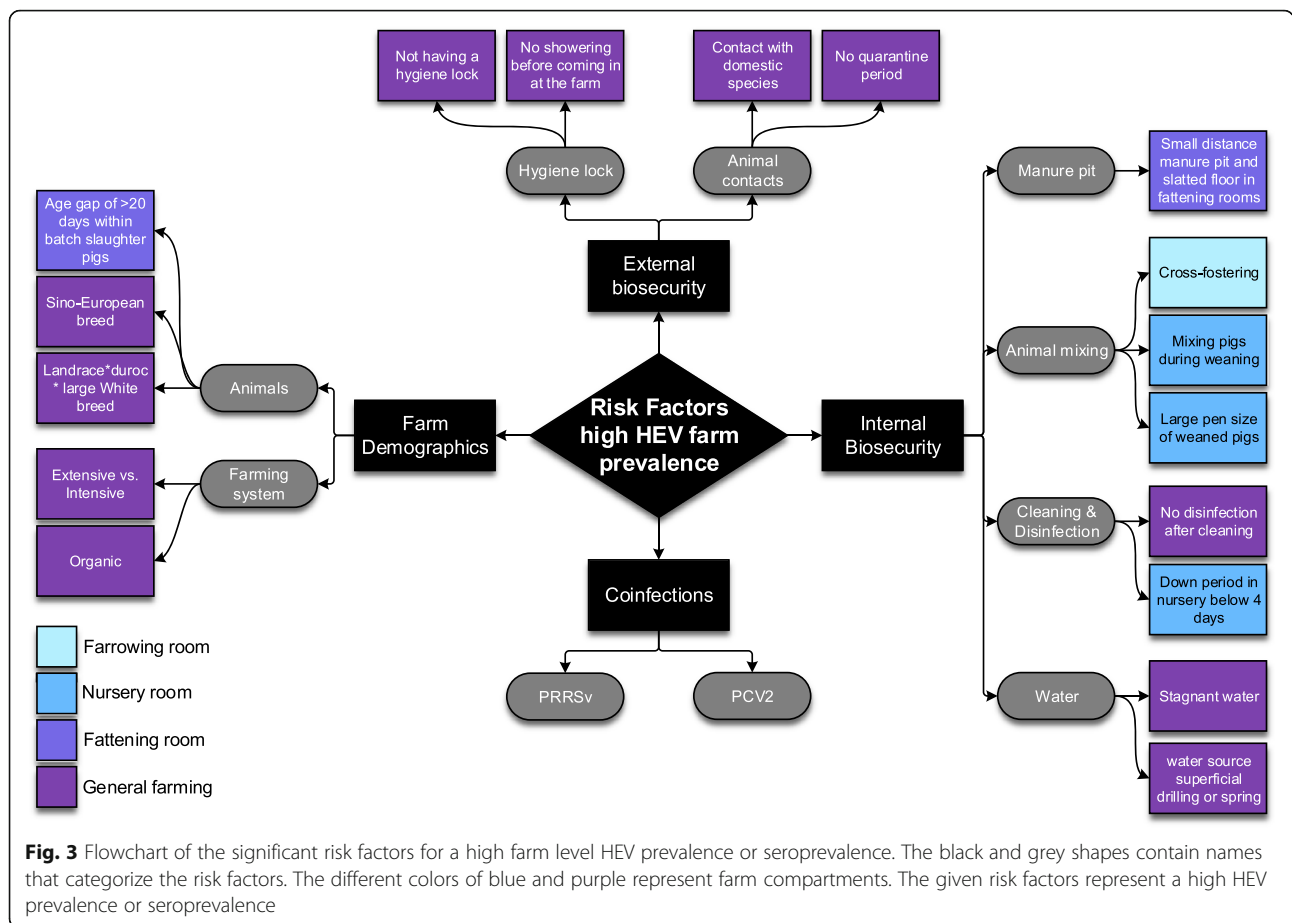 Not having a
hygiene lock
No showering
before coming in
at the farm
Contact with
domestic
species
No quarantine
period
Hygiene lock
Animal
contacts
External
biosecurity
Age gap of >20
days within
batch slaughter
pigs
Sino-European
breed
Landrace*duroc
* large White
breed
Animals
Extensive vs.
Intensive
Organic
Farming
system
Farm
Demographics
Risk Factors
high HEV farm
prevalence
Internal
Biosecurity
Manure pit
Small distance
manure pit and
slatted floor in
fattening rooms
Animal mixing
Cross-fostering
Mixing pigs
during weaning
Large pen size
of weaned pigs
Cleaning &
Disinfection
No disinfection
after cleaning
Down period in
nursery below 4
days
Water
Stagnant water
water source
superficial
drilling or spring
Coinfections
PRRSv
PCV2
Farrowing room
Nursery room
Fattening room
General farming
Fig. 3 Flowchart of the significant risk factors for a high farm level HEV prevalence or seroprevalence. The black and grey shapes contain names
that categorize the risk factors. The different colors of blue and purple represent farm compartments. The given risk factors represent a high HEV
prevalence or seroprevalence